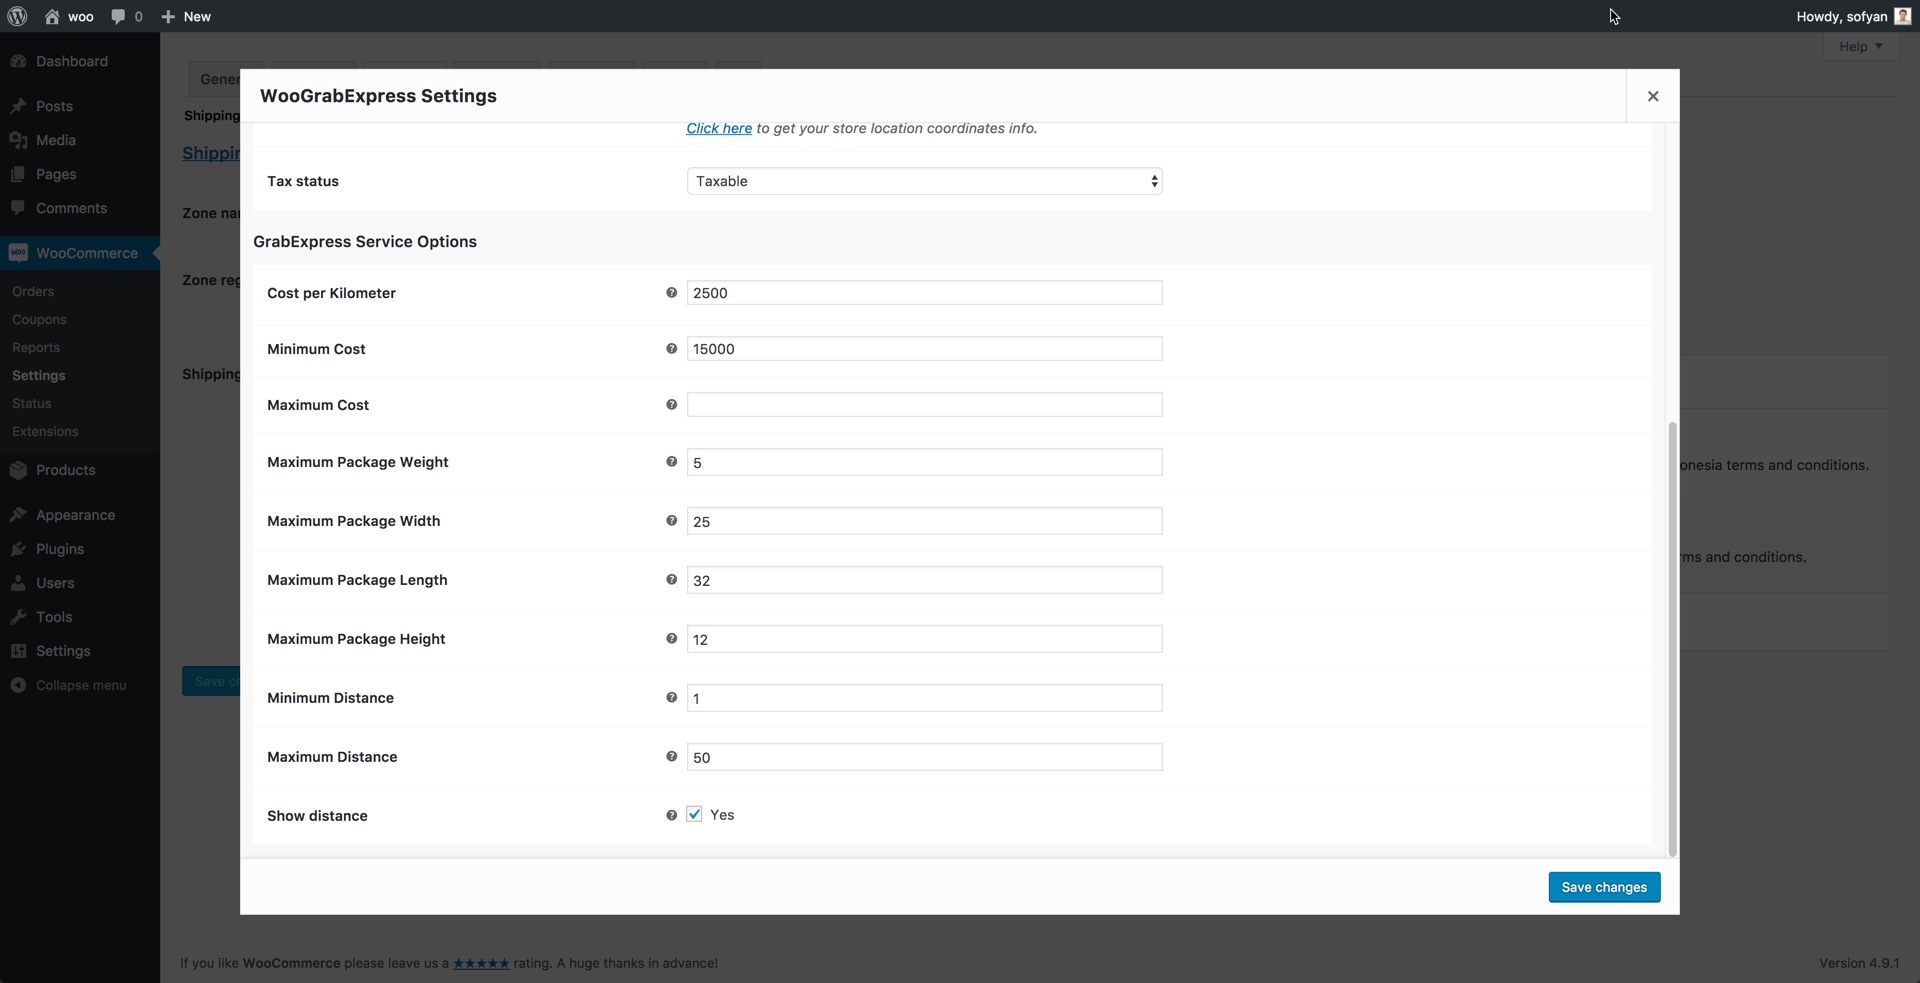 woo 0 New Howdy, sofyan
Help
Dashboard
Posts
Media
Pages
Comments
WooCommerce
Orders
Coupons
Reports
Settings
Status
Extensions
Products
Appearance
Plugins
Users
Tools
Settings
Collapse menu
Gener
Shipping
Shippin
Zone nam
Zone reg
Shipping
Save ch
WooGrabExpress Settings
Click here to get your store location coordinates info.
Tax status Taxable
GrabExpress Service Options
Cost per Kilometer 2500
Minimum Cost 15000
Maximum Cost
Maximum Package Weight 5
Maximum Package Width 25
Maximum Package Length 32
Maximum Package Height 12
Minimum Distance 1
Maximum Distance 50
Show distance Yes
Save changes
onesia terms and conditions.
ms and conditions.
If you like WooCommerce please leave us a ★★★★★ rating. A huge thanks in advance!
Version 4.9.1